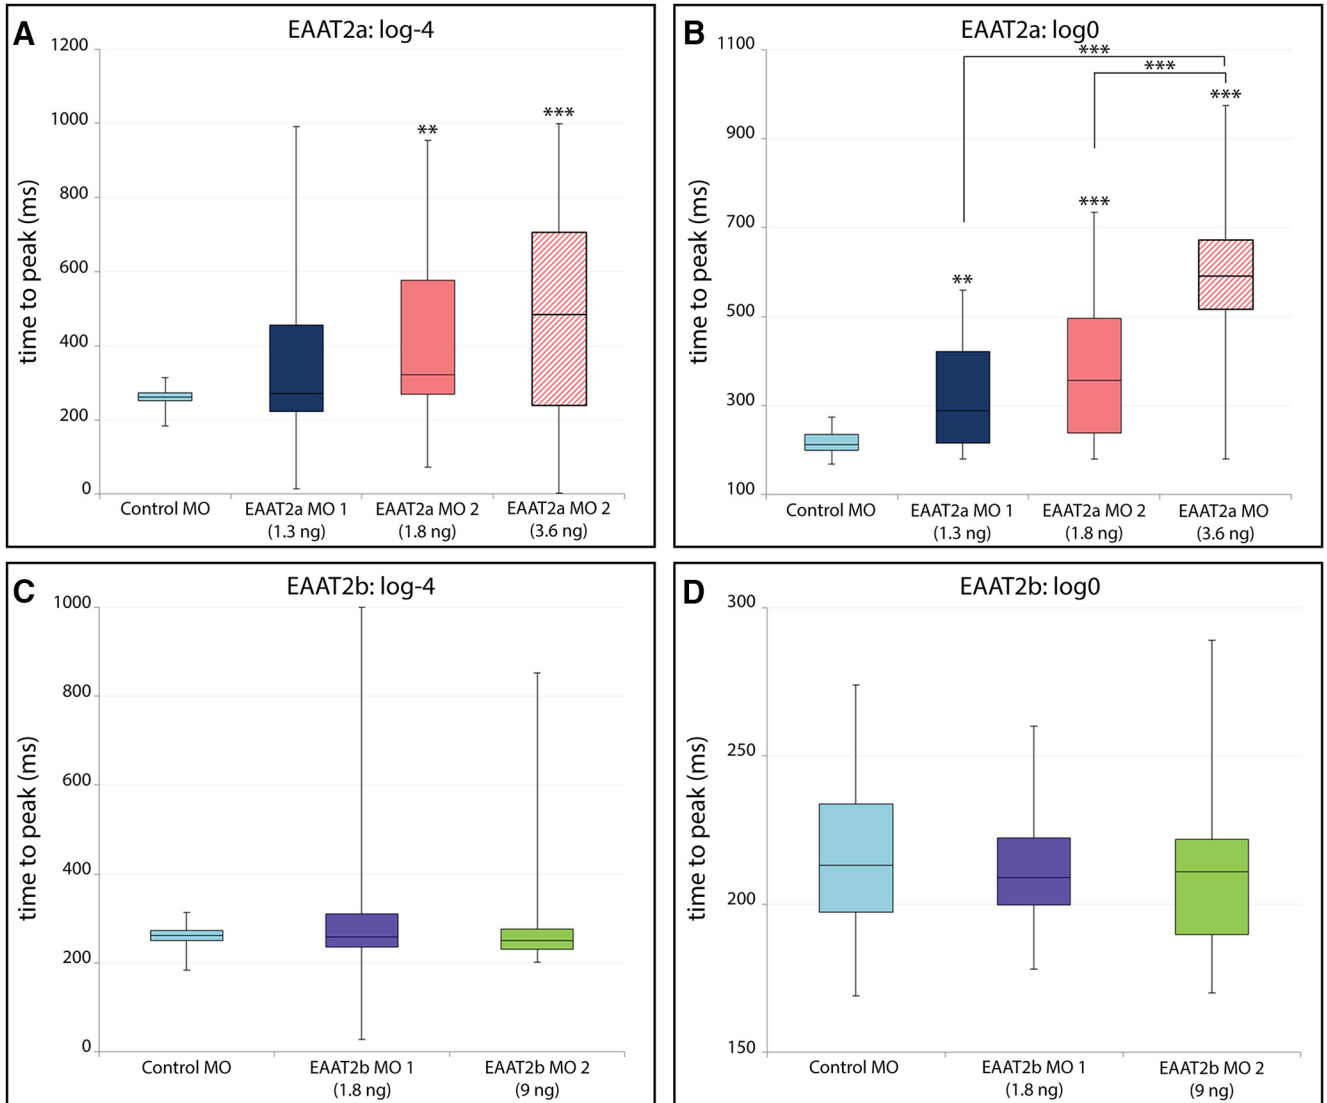 A
EAAT2a: log-4
time to peak (ms)
1200
1000
800
600
400
200
0
**
***
Control MO
EAAT2a MO 1
(1.3 ng)
EAAT2a MO 2
(1.8 ng)
EAAT2a MO 2
(3.6 ng)
B
EAAT2a: log0
time to peak (ms)
1100
900
700
500
300
100
***
***
***
***
**
Control MO
EAAT2a MO 1
(1.3 ng)
EAAT2a MO 2
(1.8 ng)
EAAT2a MO
(3.6 ng)
C
EAAT2b: log-4
time to peak (ms)
1000
800
600
400
200
0
Control MO
EAAT2b MO 1
(1.8 ng)
EAAT2b MO 2
(9 ng)
D
EAAT2b: log0
time to peak (ms)
300
250
200
150
Control MO
EAAT2b MO 1
(1.8 ng)
EAAT2b MO 2
(9 ng)